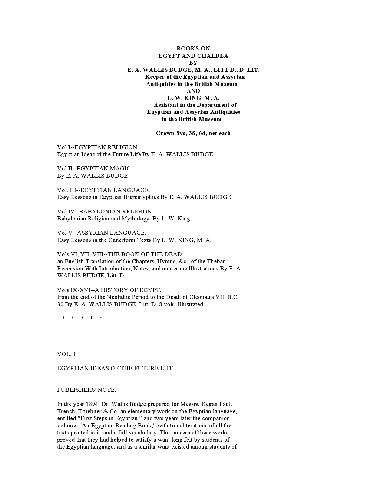 BOOKS ON
EGYPT AND CHALDEA
BY
E. A. WALLIS BUDGE, M. A., LITT. D., D. LIT.
Keeper of the Egyptian and Assyrian
Antiquities in the British Museum
AND
L. W. KING, M. A.
Assistant in the Department of
Egyptian and Assyrian Antiquities
in the British Museum
Crown 8vo, 3s. 6d. net each
Vol. I--EGYPTIAN RELIGION.
Egyptian Ideas of the Future Life By E. A. WALLIS BUDGE
Vol. II--EGYPTIAN MAGIC
By E. A. WALLIS BUDGE
Vol. III--EGYPTIAN LANGUAGE.
Easy Lessons in Egyptian Hieroglyphics By E. A. WALLIS BUDGE
Vol. IV--BABYLONIAN RELIGION.
Babylonian Religion and Mythology By L. W. King
Vol. V--ASSYRIAN LANGUAGE.
Easy Lessons in the Cuneiform Texts By L. W. KING, M. A.
Vols. VI, VII, VIII--THE BOOK OF THE DEAD
an English Translation of the Chapters, Hymns, &c., of the Theban
Recension With Introduction, Notes, and numerous Illustrations By E. A.
WALLIS BUDGE, Litt. D.
Vols. IX-XVI--A HISTORY OF EGYPT.
From the end of the Neolithic Period to the Death of Cleopatra VII B.C.
30 By E. A. WALLIS BUDGE, Litt. D. 8 vols. Illustrated
* * * * *
VOL. I
EGYPTIAN IDEAS OF THE FUTURE LIFE
PUBLISHERS' NOTE.
In the year 1894 Dr. Wallis Budge prepared for Messrs. Kegan Paul,
Trench, Trübner & Co. an elementary work on the Egyptian language,
entitled "First Steps in Egyptian," and two years later the companion
volume, "An Egyptian Reading Book," with transliterations of all the
texts printed in it, and a full vocabulary. The success of these works
proved that they had helped to satisfy a want long felt by students of
the Egyptian language, and as a similar want existed among students of